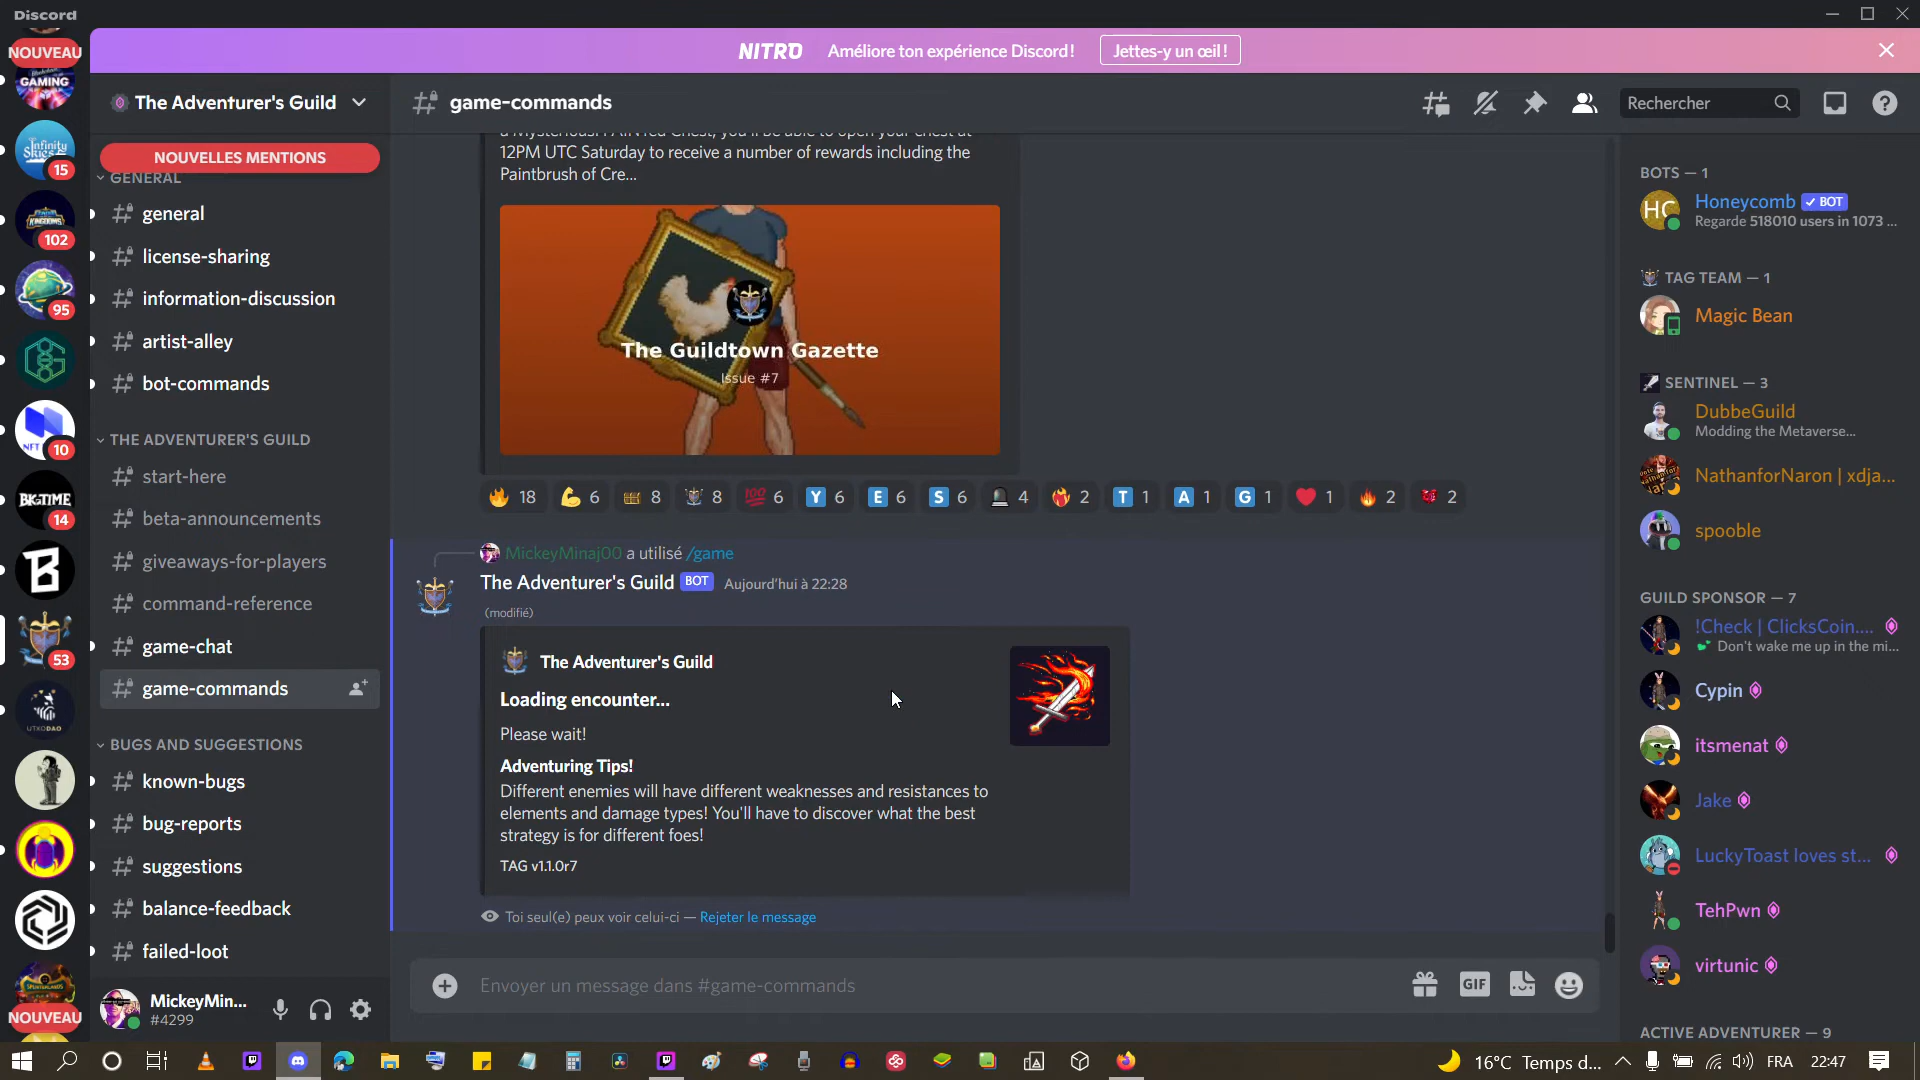 Discord
NITRO Améliore ton expérience Discord! Jettes-y un œil!
NOUVEAU
GAMING
Infinity Skies
15
102
95
NFT
10
BIGTIME
14
53
UTXODAO
NOUVEAU
The Adventurer's Guild
NOUVELLES MENTIONS
GENERAL
general
license-sharing
information-discussion
artist-alley
bot-commands
THE ADVENTURER'S GUILD
start-here
beta-announcements
giveaways-for-players
command-reference
game-chat
game-commands
BUGS AND SUGGESTIONS
known-bugs
bug-reports
suggestions
balance-feedback
failed-loot
MickeyMin...
#4299
game-commands
Rechercher
12PM UTC Saturday to receive a number of rewards including the
Paintbrush of Cre...
The Guildtown Gazette
Issue #7
18 6 8 8 100 6 Y 6 E 6 S 6 4 2 T 1 A 1 G 1 1 2 2
MickeyMinaj00 a utilisé /game
The Adventurer's Guild BOT Aujourd'hui à 22:28
(modifié)
The Adventurer's Guild
Loading encounter...
Please wait!
Adventuring Tips!
Different enemies will have different weaknesses and resistances to
elements and damage types! You'll have to discover what the best
strategy is for different foes!
TAG v1.1.0r7
Toi seul(e) peux voir celui-ci — Rejeter le message
Envoyer un message dans #game-commands
GIF
BOTS — 1
HC
Honeycomb BOT
Regarde 518010 users in 1073 ...
TAG TEAM — 1
Magic Bean
SENTINEL — 3
DubbeGuild
Modding the Metaverse...
NathanforNaron | xdja...
spooble
GUILD SPONSOR — 7
!Check | ClicksCoin....
Don't wake me up in the mi...
Cypin
itsmenat
Jake
LuckyToast loves st...
TehPwn
virtunic
ACTIVE ADVENTURER — 9
16°C Temps d... FRA 22:47